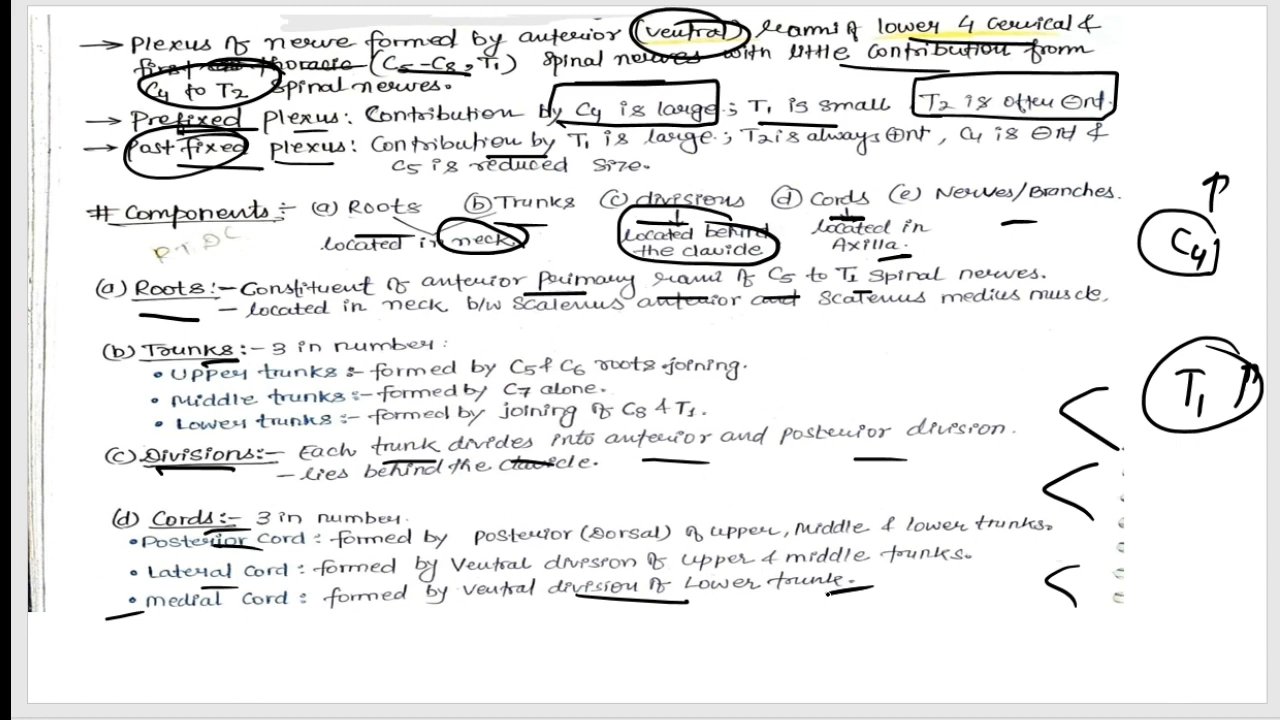 → Plexus of nerve formed by anterior (ventral) rami of lower 4 cervical &
first thoracic (C5-C8, T1) Spinal nerves with little contribution from
C4 to T2 Spinal nerves.
→ Prefixed plexus: Contribution by C4 is large; T1 is small T2 is often ⊖nt.
→ Post fixed plexus: Contribution by T1 is large; T2 is always ⊕nt, C4 is ⊖nt &
C5 is reduced size.
# Components:- (a) Roots (b) Trunks (c) divisions (d) Cords (e) Nerves/Branches.
located in neck located behind the clavicle located in Axilla.
R T D C
C4 ↑
(a) Roots:- Constituent of anterior primary rami of C5 to T1 spinal nerves.
- located in neck b/w scalenus anterior and scalenus medius muscle.
(b) Trunks:- 3 in number:
• Upper trunks:- formed by C5 & C6 roots joining.
• Middle trunks:- formed by C7 alone.
• Lower trunks:- formed by joining of C8 & T1.
T1 ↑
(c) Divisions:- Each trunk divides into anterior and posterior division.
- lies behind the clavicle.
(d) Cords:- 3 in number.
• Posterior Cord: formed by posterior (Dorsal) of upper, Middle & lower trunks.
• Lateral Cord: formed by Ventral division of upper & middle trunks.
• medial Cord: formed by ventral division of Lower trunk.